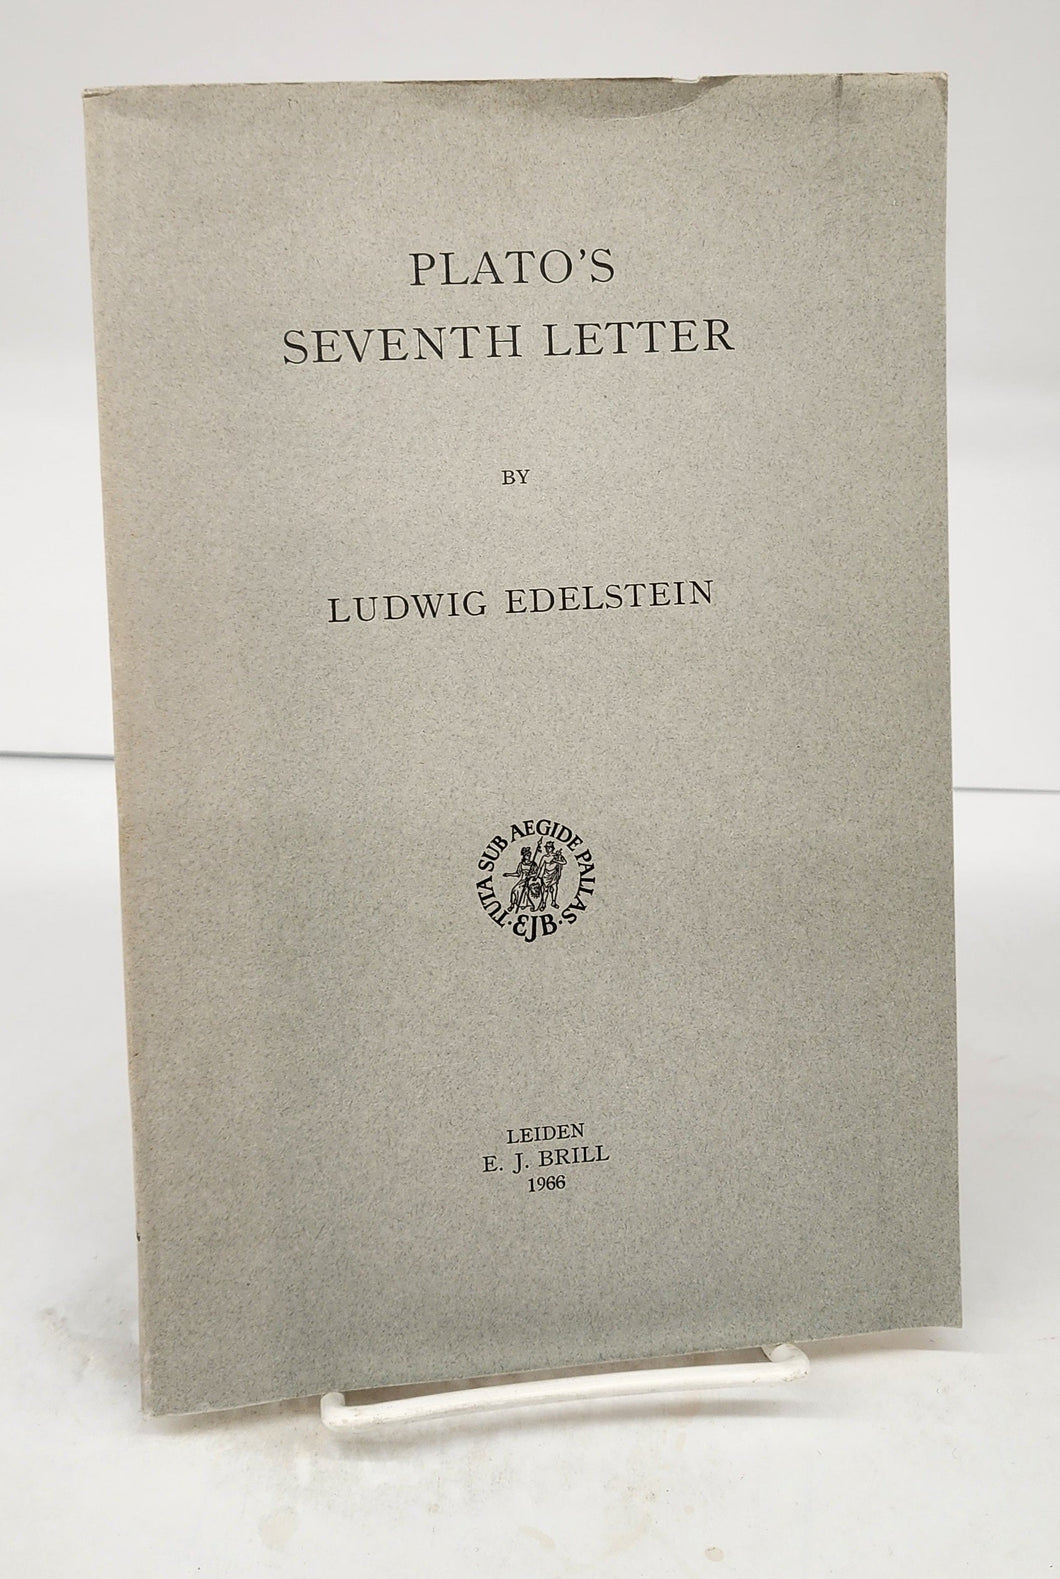 PLATO'S
SEVENTH LETTER
BY
LUDWIG EDELSTEIN
·TUTA SUB AEGIDE PALLAS·
EJB
LEIDEN
E. J. BRILL
1966